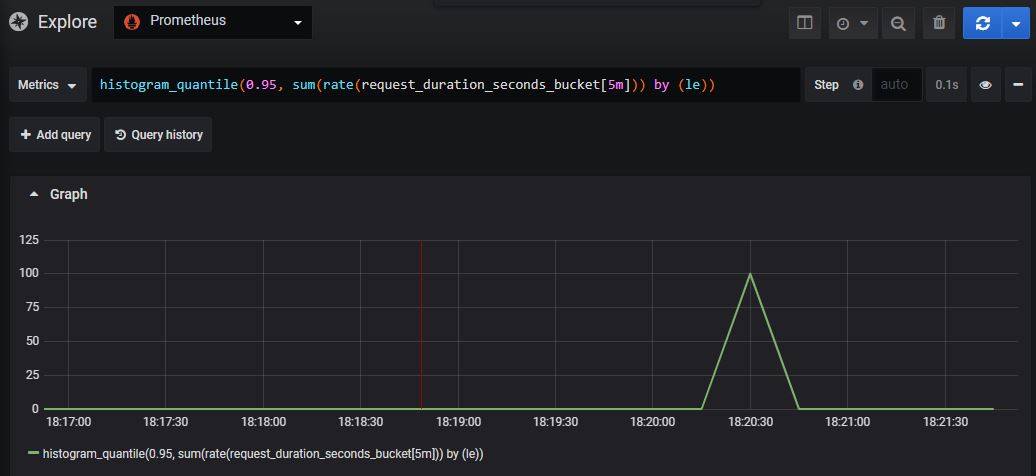 Explore
Prometheus
Metrics
histogram_quantile(0.95, sum(rate(request_duration_seconds_bucket[5m])) by (le))
Step
auto
0.1s
+ Add query
Query history
Graph
125
100
75
50
25
0
18:17:00 18:17:30 18:18:00 18:18:30 18:19:00 18:19:30 18:20:00 18:20:30 18:21:00 18:21:30
histogram_quantile(0.95, sum(rate(request_duration_seconds_bucket[5m])) by (le))